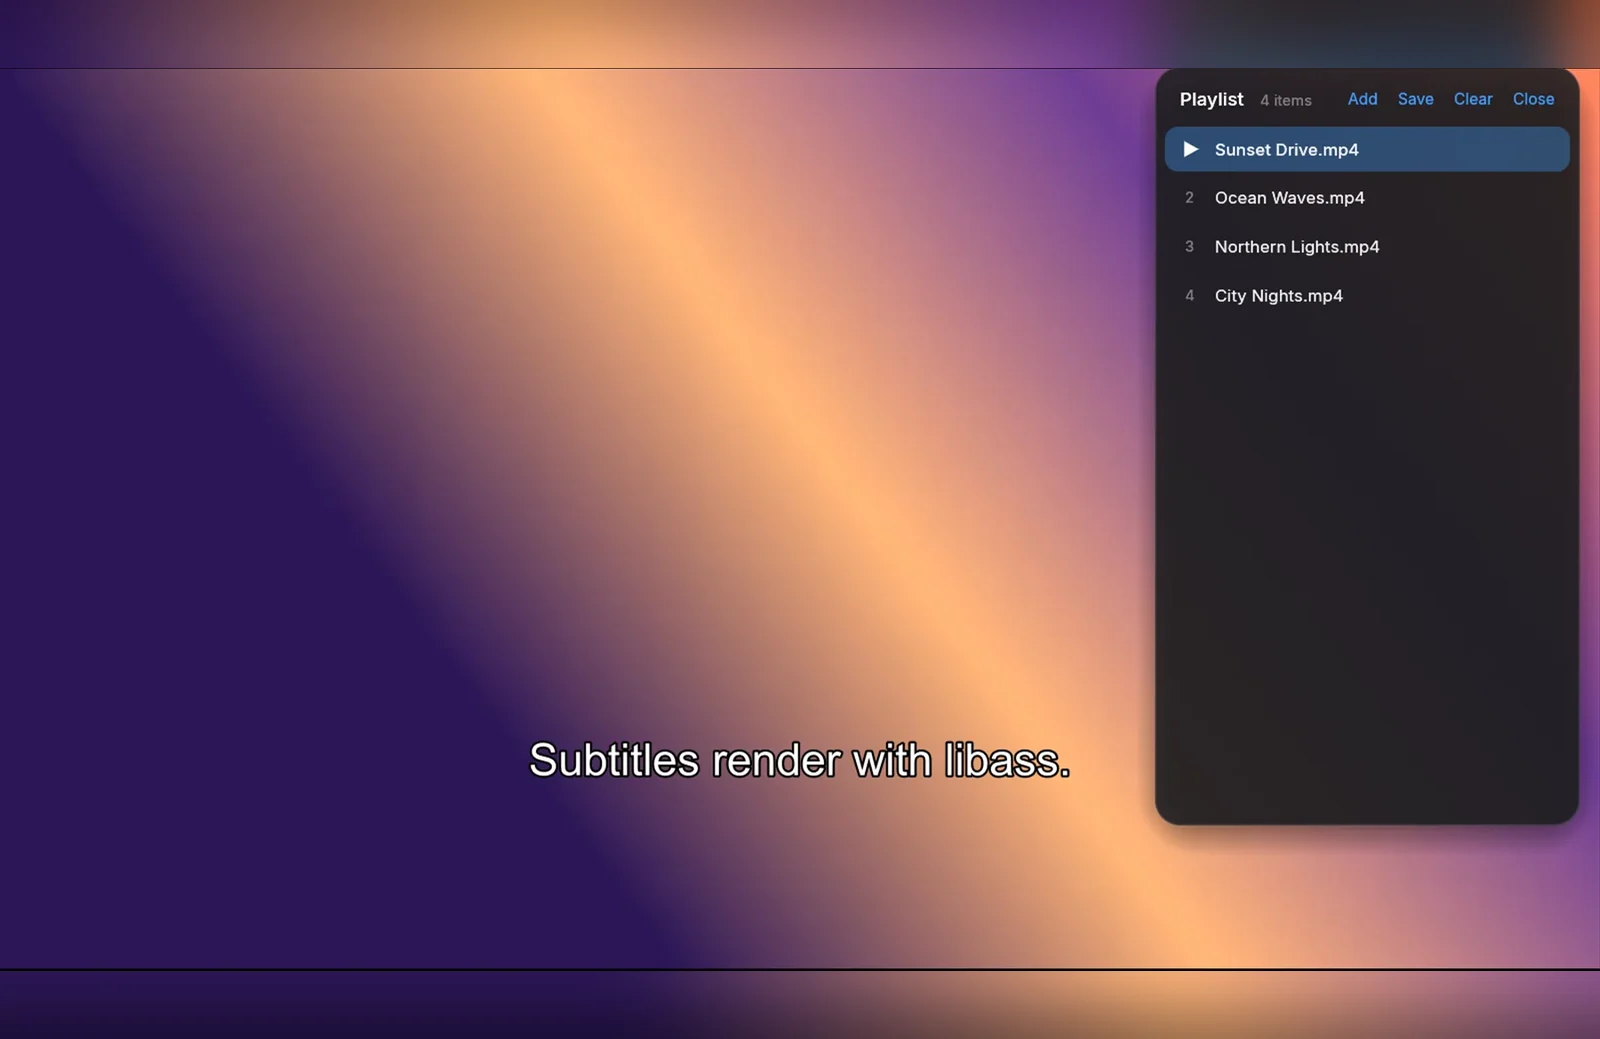 Playlist 4 items Add Save Clear Close
Sunset Drive.mp4
2 Ocean Waves.mp4
3 Northern Lights.mp4
4 City Nights.mp4
Subtitles render with libass.